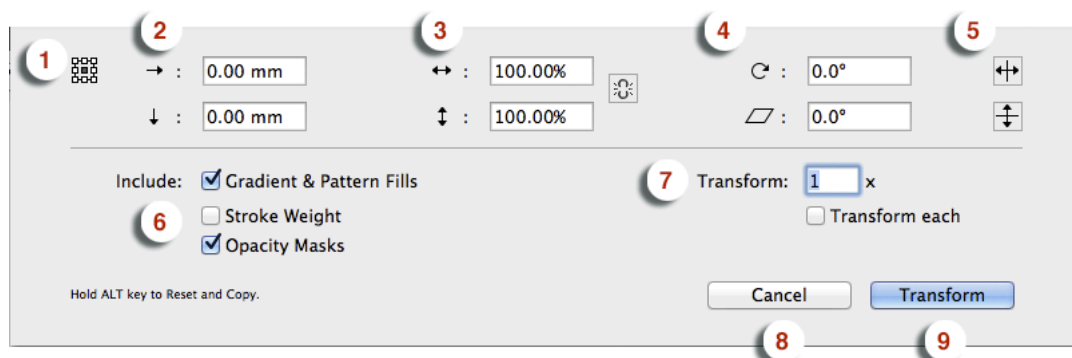 1 2 3 4 5
→ : 0.00 mm ↔ : 100.00% : 0.0°
↓ : 0.00 mm ↕ : 100.00% : 0.0°
Include: Gradient & Pattern Fills 7 Transform: 1 x
6 Stroke Weight Transform each
Opacity Masks
Hold ALT key to Reset and Copy. Cancel Transform
8 9